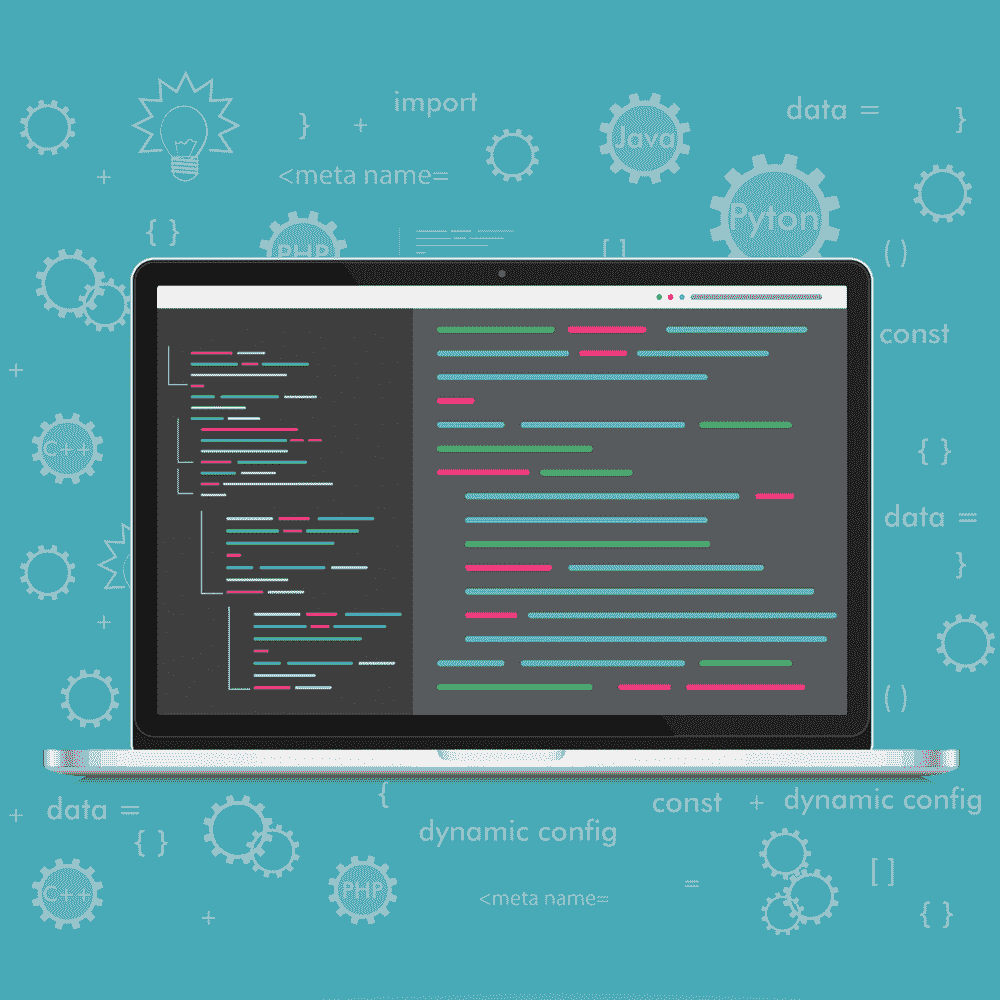 import
data =
}
}
+
Java
+
<meta name=
Pyton
{ }
PHP
[ ]
( )
const
+
C++
{ }
data =
}
+
( )
{
const + dynamic config
+ data =
dynamic config
{ }
[ ]
C++
PHP
=
<meta name=
+
{ }